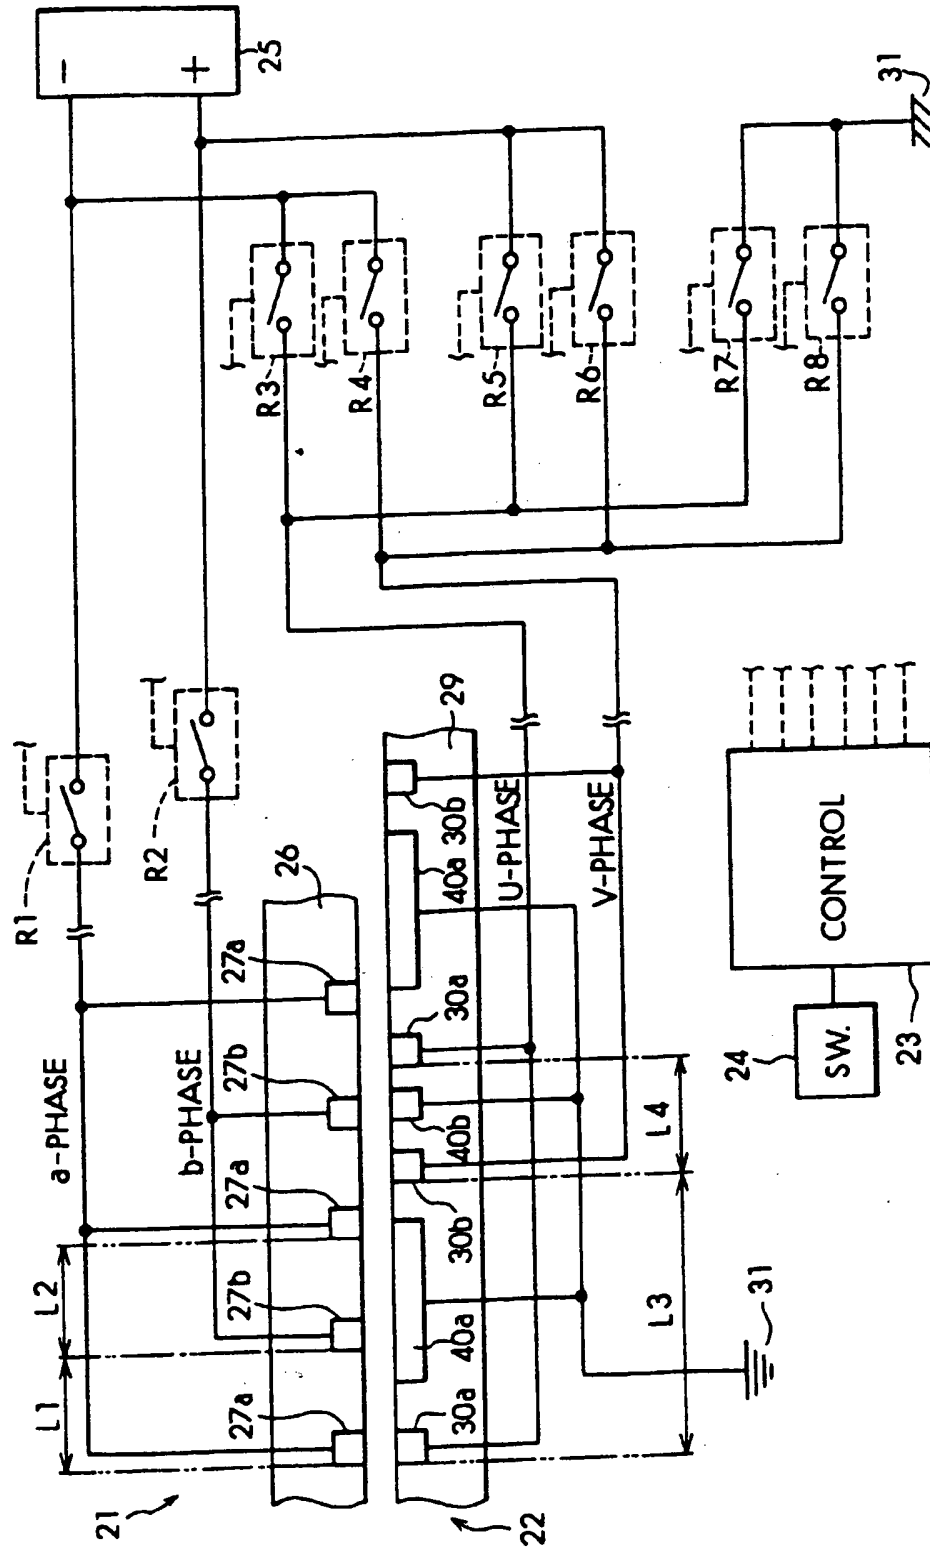 21
L1
L2
a-PHASE
R1
27a
27b
27a
27b
27a
b-PHASE
R2
26
-
+
25
22
30a
40a
30b
40b
30a
40a
30b
29
U-PHASE
V-PHASE
L3
L4
31
R3
R4
R5
R6
R7
R8
31
24
SW.
CONTROL
23